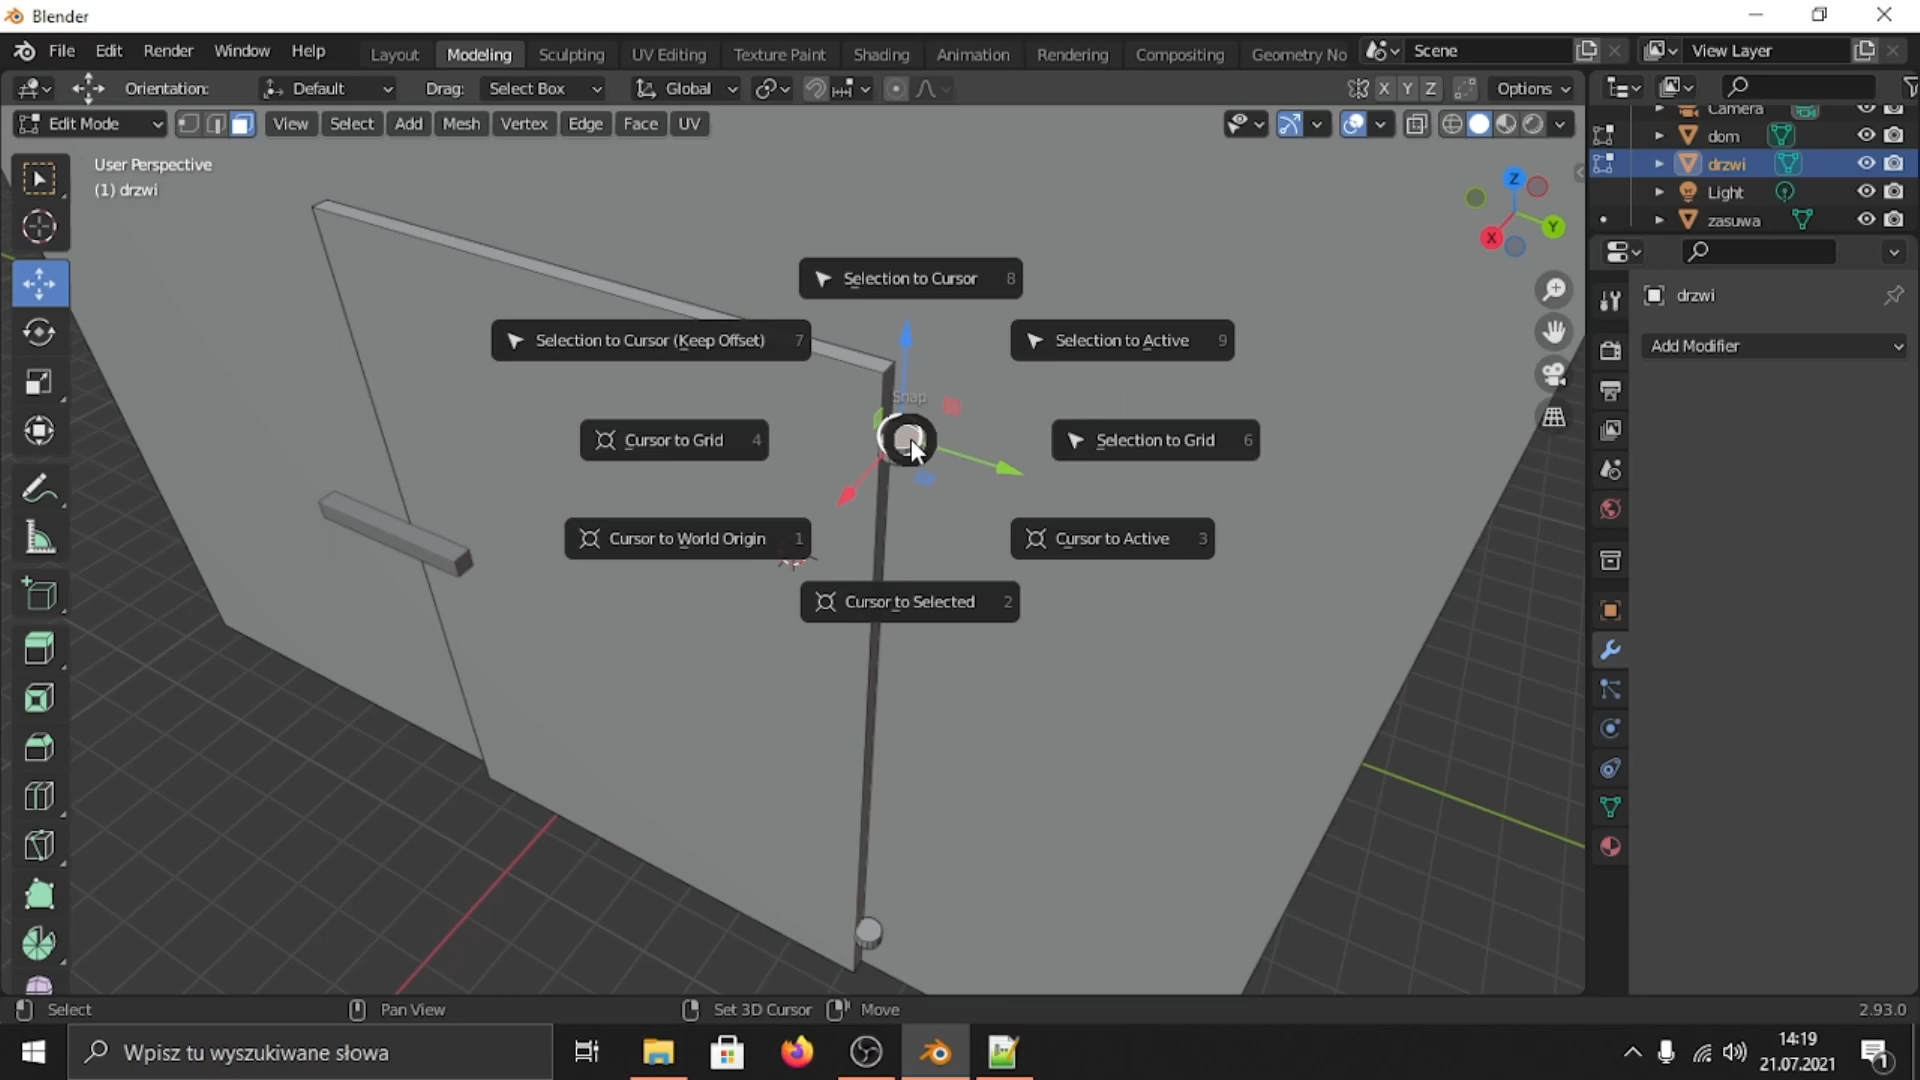 Blender
File Edit Render Window Help Layout Modeling Sculpting UV Editing Texture Paint Shading Animation Rendering Compositing Geometry No Scene View Layer
Orientation: Default Drag: Select Box Global X Y Z Options
Edit Mode View Select Add Mesh Vertex Edge Face UV
Camera
dom
drzwi
Light
zasuwa
User Perspective
(1) drzwi
Z
Y
X
Selection to Cursor 8
Selection to Cursor (Keep Offset) 7
Selection to Active 9
Snap
Cursor to Grid 4
Selection to Grid 6
Cursor to World Origin 1
Cursor to Active 3
Cursor to Selected 2
drzwi
Add Modifier
Select Pan View Set 3D Cursor Move 2.93.0
Wpisz tu wyszukiwane słowa
14:19
21.07.2021
1